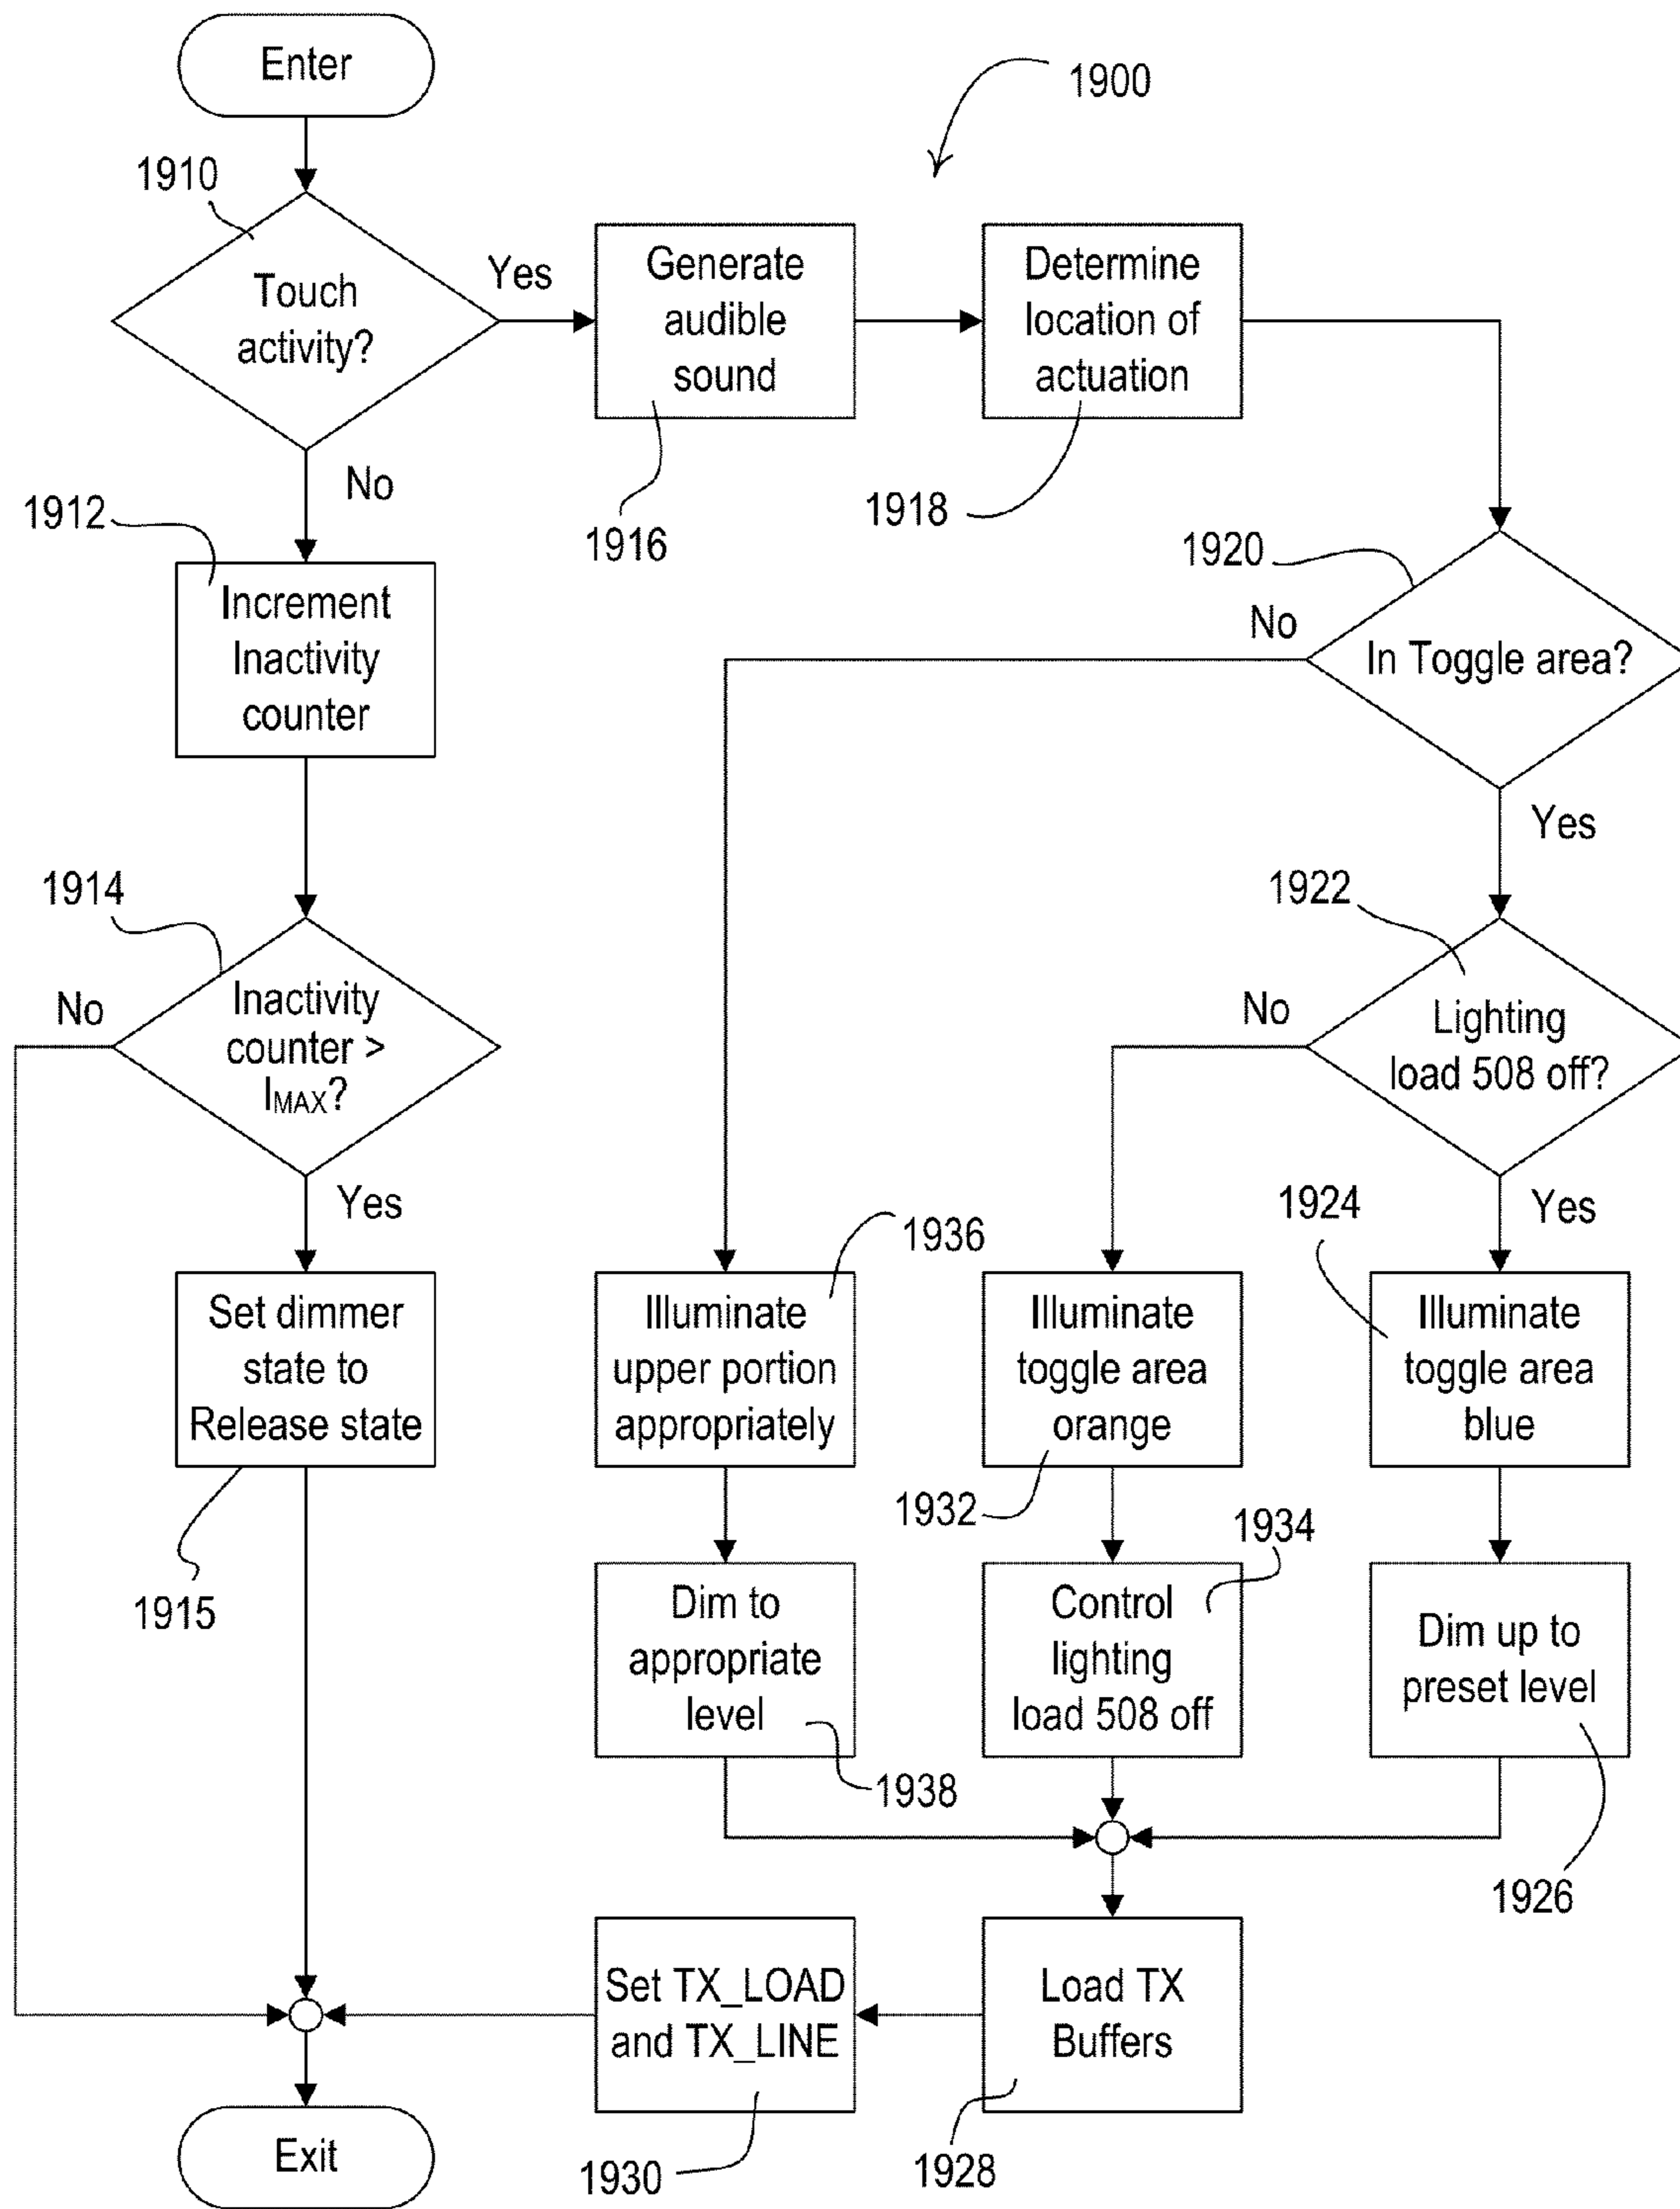 Enter
1900
1910
Touch
activity?
Yes
Generate
audible
sound
Determine
location of
actuation
No
1912
1916
1918
1920
Increment
Inactivity
counter
No
In Toggle area?
Yes
1914
1922
Inactivity
counter >
IMAX?
No
No
Lighting
load 508 off?
Yes
1924
Yes
1936
Set dimmer
state to
Release state
Illuminate
upper portion
appropriately
Illuminate
toggle area
orange
Illuminate
toggle area
blue
1932
1934
1915
Dim to
appropriate
level
Control
lighting
load 508 off
Dim up to
preset level
1938
1926
Set TX_LOAD
and TX_LINE
Load TX
Buffers
Exit
1930
1928